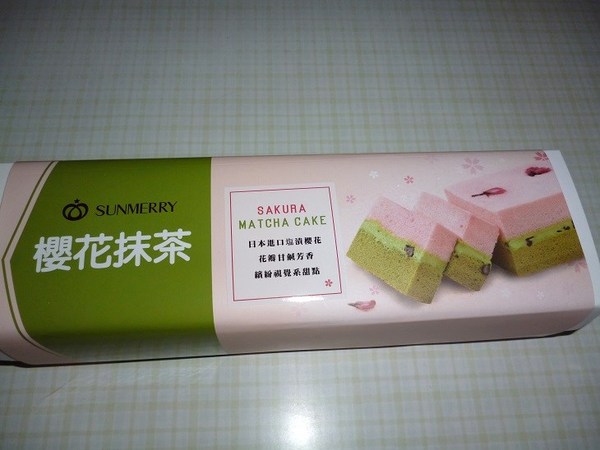 SUNMERRY
櫻花抹茶
SAKURA
MATCHA CAKE
日本進口塩漬櫻花
花瓣甘鹹芳香
繽紛視覺系甜點